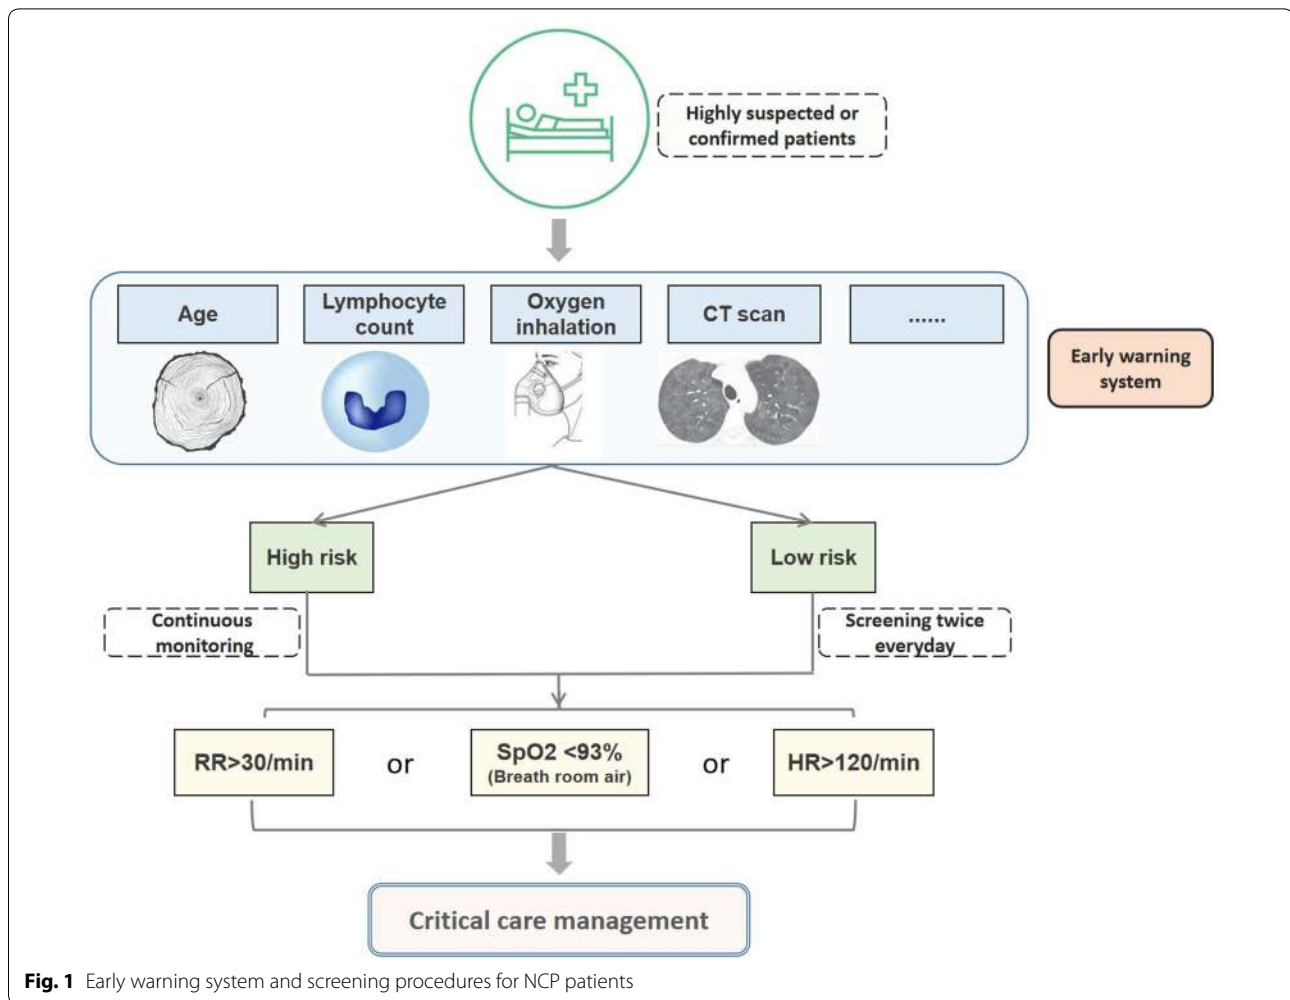 Highly suspected or
confirmed patients
Age
Lymphocyte
count
Oxygen
inhalation
CT scan
......
Early warning
system
High risk
Low risk
Continuous
monitoring
Screening twice
everyday
RR>30/min
or
SpO2 <93%
(Breath room air)
or
HR>120/min
Critical care management
Fig. 1 Early warning system and screening procedures for NCP patients